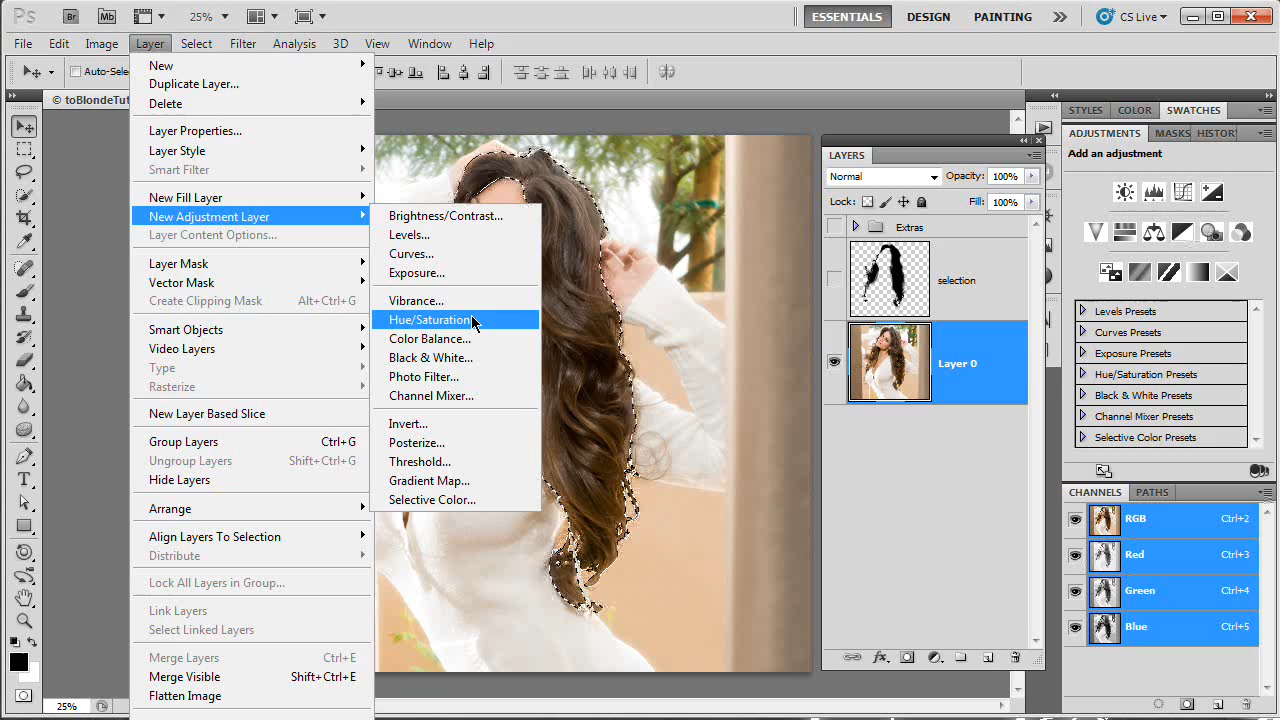 Ps Br Mb 25% ESSENTIALS DESIGN PAINTING CS Live
File Edit Image Layer Select Filter Analysis 3D View Window Help
Auto-Selec
© toBlondeTut
New
Duplicate Layer...
Delete
Layer Properties...
Layer Style
Smart Filter
New Fill Layer
New Adjustment Layer
Layer Content Options...
Layer Mask
Vector Mask
Create Clipping Mask Alt+Ctrl+G
Smart Objects
Video Layers
Type
Rasterize
New Layer Based Slice
Group Layers Ctrl+G
Ungroup Layers Shift+Ctrl+G
Hide Layers
Arrange
Align Layers To Selection
Distribute
Lock All Layers in Group...
Link Layers
Select Linked Layers
Merge Layers Ctrl+E
Merge Visible Shift+Ctrl+E
Flatten Image
Brightness/Contrast...
Levels...
Curves...
Exposure...
Vibrance...
Hue/Saturation
Color Balance...
Black & White...
Photo Filter...
Channel Mixer...
Invert...
Posterize...
Threshold...
Gradient Map...
Selective Color...
LAYERS
Normal Opacity: 100%
Lock: Fill: 100%
Extras
selection
Layer 0
fx
STYLES COLOR SWATCHES
ADJUSTMENTS MASKS HISTOR
Add an adjustment
Levels Presets
Curves Presets
Exposure Presets
Hue/Saturation Presets
Black & White Presets
Channel Mixer Presets
Selective Color Presets
CHANNELS PATHS
RGB Ctrl+2
Red Ctrl+3
Green Ctrl+4
Blue Ctrl+5
T
25%